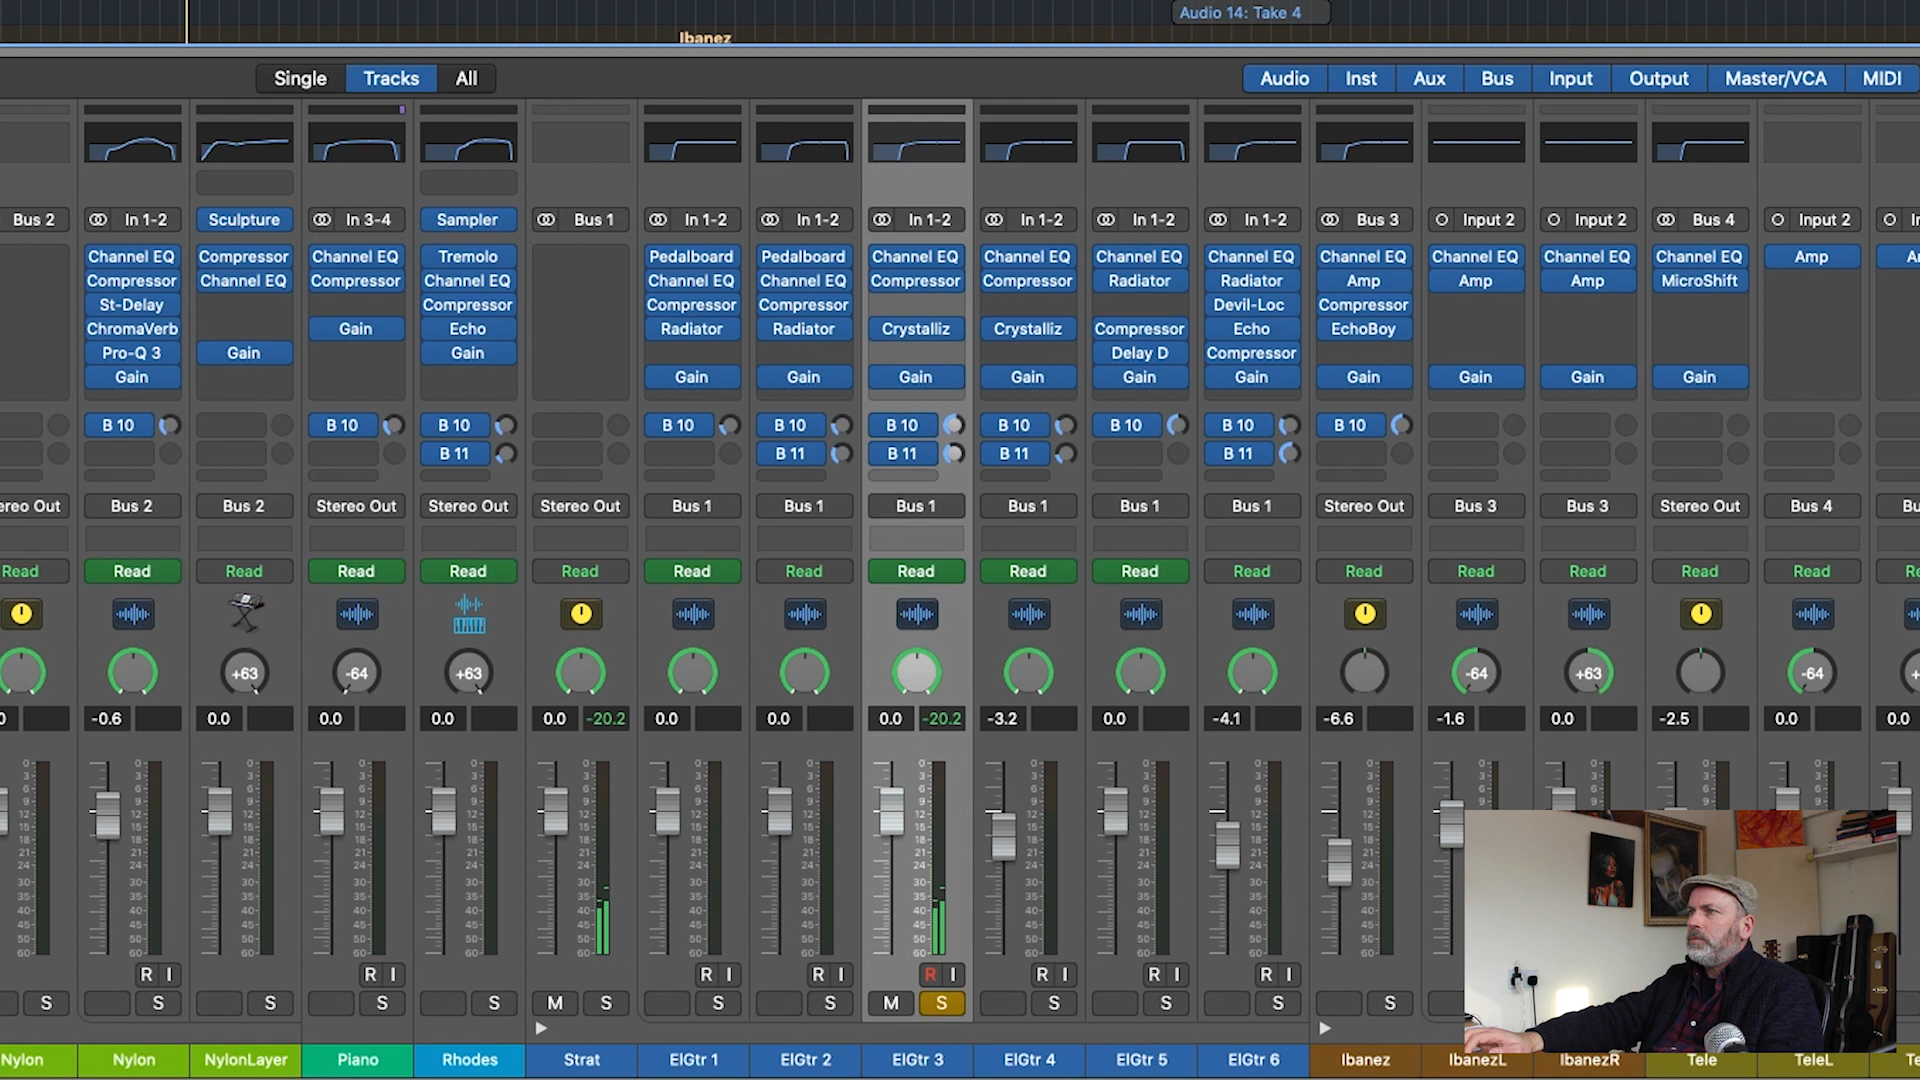 Audio 14: Take 4
Ibanez
Single Tracks All Audio Inst Aux Bus Input Output Master/VCA MIDI
Bus 2 In 1-2 Sculpture In 3-4 Sampler Bus 1 In 1-2 In 1-2 In 1-2 In 1-2 In 1-2 In 1-2 Bus 3 Input 2 Input 2 Bus 4 Input 2
Channel EQ Compressor Channel EQ Tremolo Pedalboard Pedalboard Channel EQ Channel EQ Channel EQ Channel EQ Channel EQ Channel EQ Channel EQ Channel EQ Amp
Compressor Channel EQ Compressor Channel EQ Channel EQ Channel EQ Compressor Compressor Radiator Radiator Amp Amp Amp MicroShift
St-Delay Compressor Compressor Compressor Devil-Loc Compressor
ChromaVerb Gain Echo Radiator Radiator Crystalliz Crystalliz Compressor Echo EchoBoy
Pro-Q 3 Gain Gain Delay D Compressor
Gain Gain Gain Gain Gain Gain Gain Gain Gain Gain Gain
B 10 B 10 B 10 B 10 B 10 B 10 B 10 B 10 B 10 B 10
B 11 B 11 B 11 B 11 B 11
ereo Out Bus 2 Bus 2 Stereo Out Stereo Out Stereo Out Bus 1 Bus 1 Bus 1 Bus 1 Bus 1 Bus 1 Stereo Out Bus 3 Bus 3 Stereo Out Bus 4 Bu
Read Read Read Read Read Read Read Read Read Read Read Read Read Read Read Read Read Re
+63 -64 +63 -64 +63 -64
0 -0.6 0.0 0.0 0.0 0.0 -20.2 0.0 0.0 0.0 -20.2 -3.2 0.0 -4.1 -6.6 -1.6 0.0 -2.5 0.0 0.0
R I R I R I R I R I R I R I R I
S S S S S M S S S M S S S S S
Nylon Nylon NylonLayer Piano Rhodes Strat ElGtr 1 ElGtr 2 ElGtr 3 ElGtr 4 ElGtr 5 ElGtr 6 Ibanez IbanezL IbanezR Tele TeleL Te